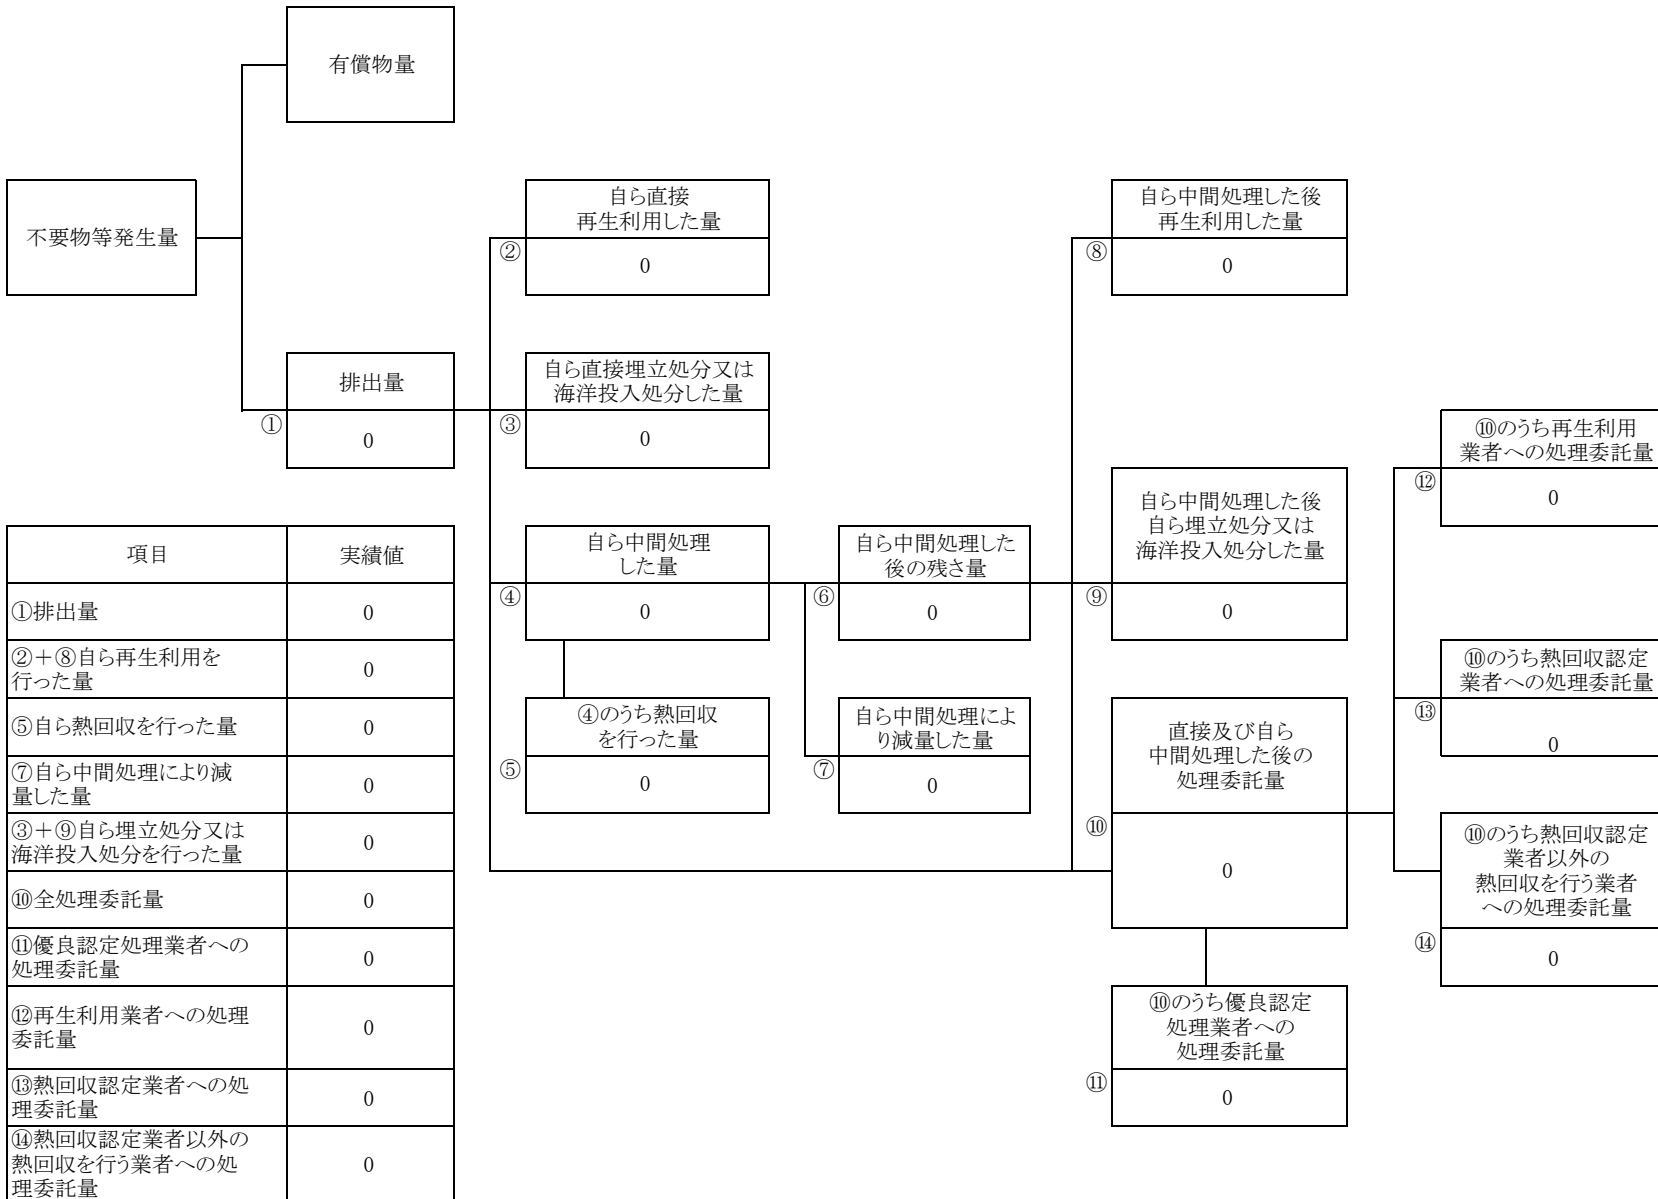 有償物量
不要物等発生量
自ら直接
再生利用した量
②
0
自ら中間処理した後
再生利用した量
⑧
0
排出量
①
0
自ら直接埋立処分又は
海洋投入処分した量
③
0
⑩のうち再生利用
業者への処理委託量
⑫
0
自ら中間処理した後
自ら埋立処分又は
海洋投入処分した量
⑨
0
自ら中間処理
した量
④
0
自ら中間処理した
後の残さ量
⑥
0
⑩のうち熱回収認定
業者への処理委託量
⑬
0
④のうち熱回収
を行った量
⑤
0
自ら中間処理によ
り減量した量
⑦
0
直接及び自ら
中間処理した後の
処理委託量
⑩
0
⑩のうち熱回収認定
業者以外の
熱回収を行う業者
への処理委託量
⑭
0
⑩のうち優良認定
処理業者への
処理委託量
⑪
0
項目 実績値
①排出量 0
②+⑧自ら再生利用を
行った量 0
⑤自ら熱回収を行った量 0
⑦自ら中間処理により減
量した量 0
③+⑨自ら埋立処分又は
海洋投入処分を行った量 0
⑩全処理委託量 0
⑪優良認定処理業者への
処理委託量 0
⑫再生利用業者への処理
委託量 0
⑬熱回収認定業者への処
理委託量 0
⑭熱回収認定業者以外の
熱回収を行う業者への処
理委託量 0